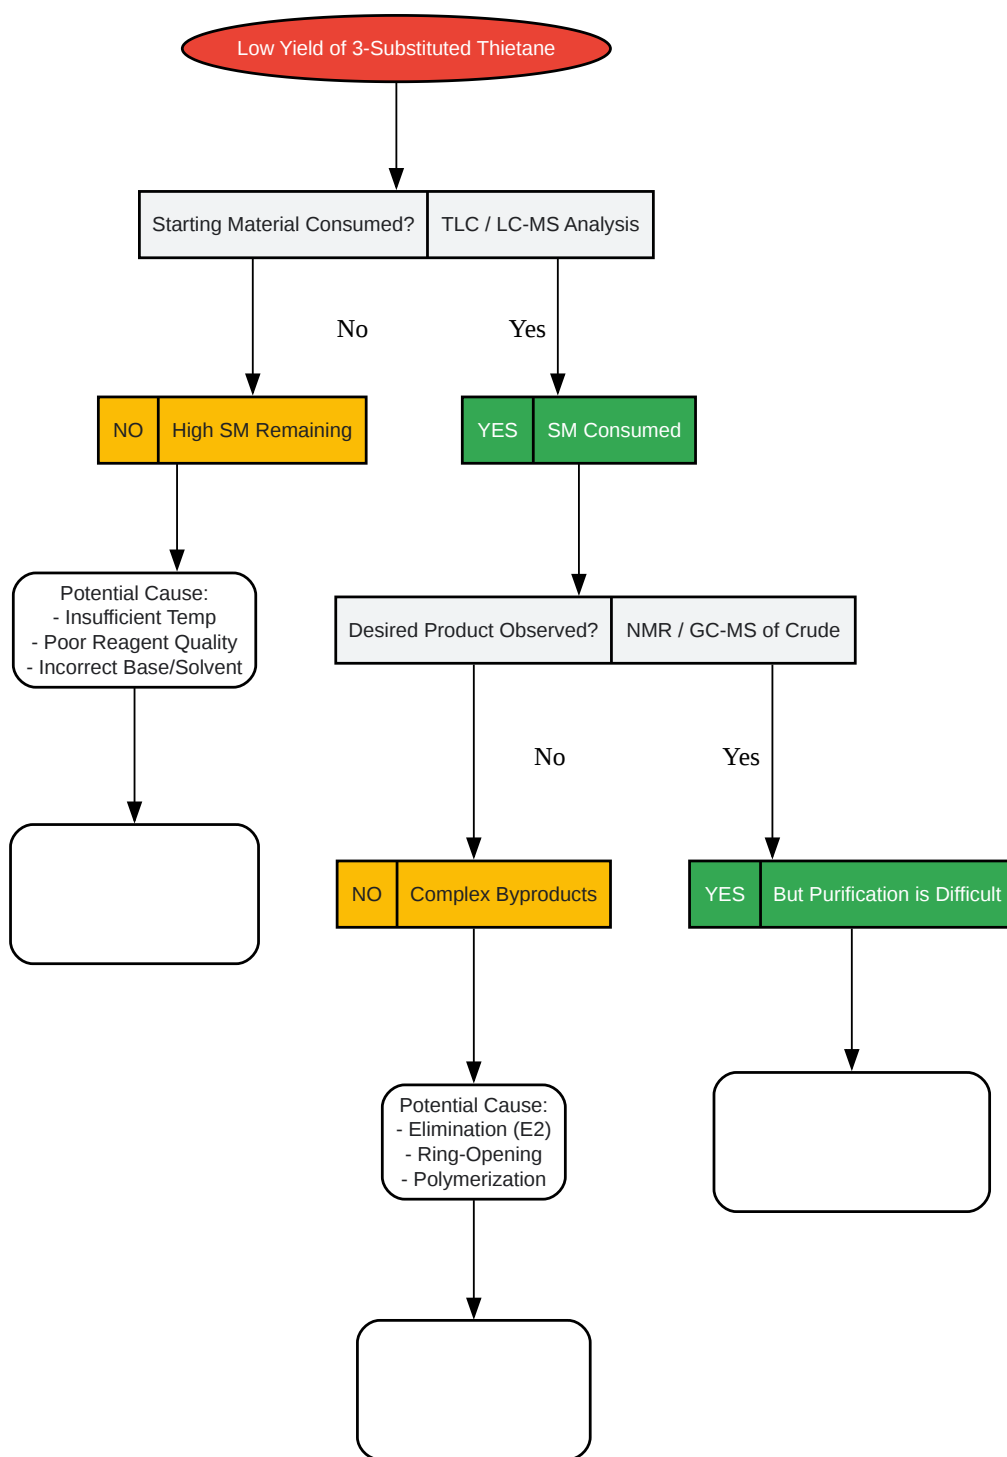 Low Yield of 3-Substituted Thietane
Starting Material Consumed?
TLC / LC-MS Analysis
No
Yes
NO
High SM Remaining
YES
SM Consumed
Potential Cause:
- Insufficient Temp
- Poor Reagent Quality
- Incorrect Base/Solvent
Desired Product Observed?
NMR / GC-MS of Crude
No
Yes
NO
Complex Byproducts
YES
But Purification is Difficult
Potential Cause:
- Elimination (E2)
- Ring-Opening
- Polymerization